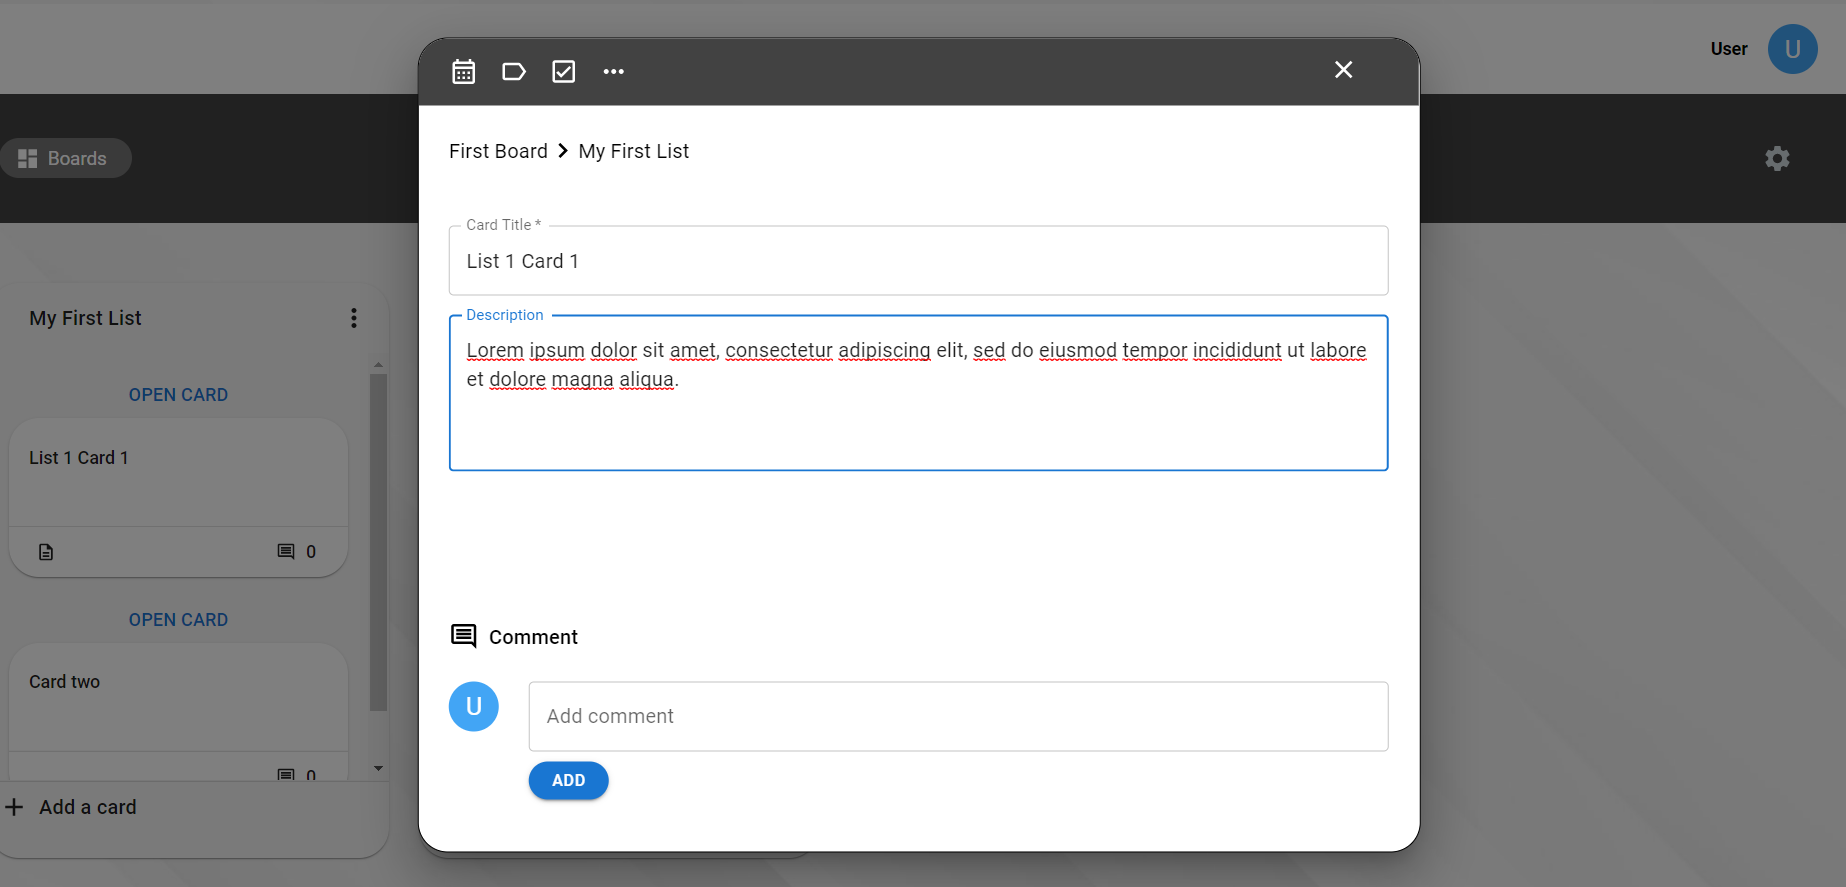 User
U
Boards
First Board > My First List
Card Title *
List 1 Card 1
Description
Lorem ipsum dolor sit amet, consectetur adipiscing elit, sed do eiusmod tempor incididunt ut labore
et dolore magna aliqua.
Comment
U
Add comment
ADD
My First List
OPEN CARD
List 1 Card 1
0
OPEN CARD
Card two
0
+ Add a card